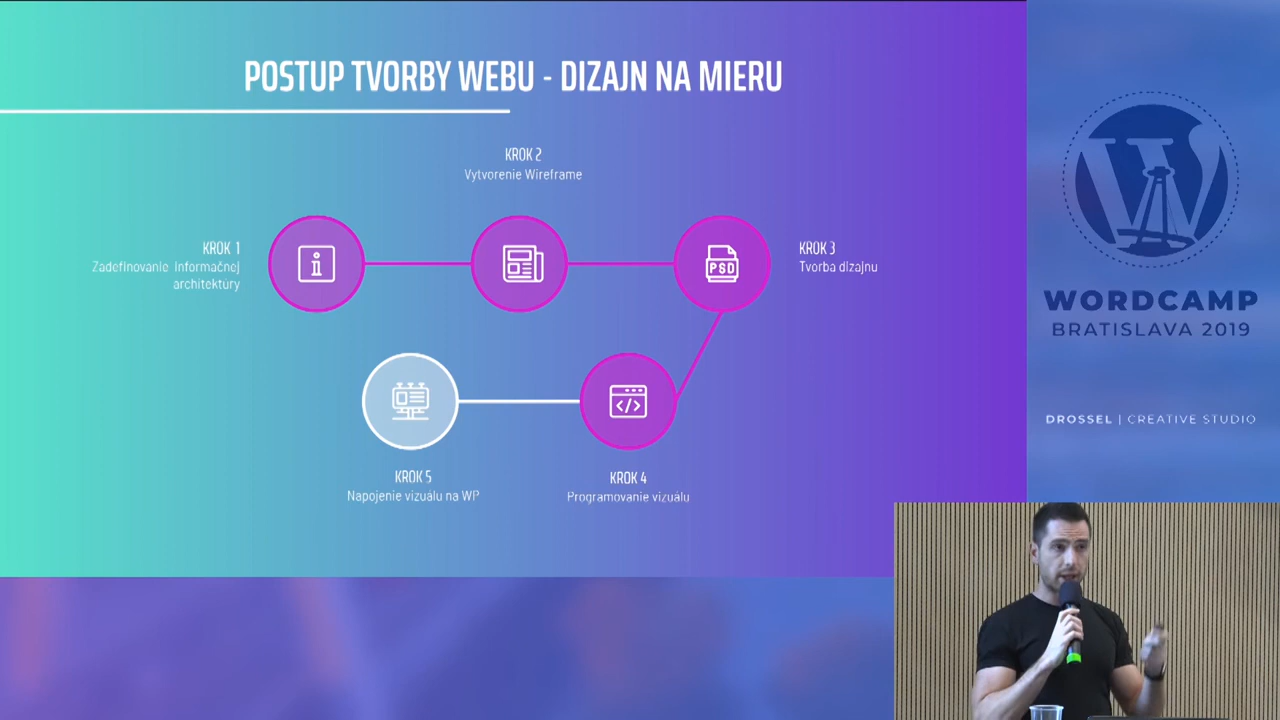 POSTUP TVORBY WEBU - DIZAJN NA MIERU
KROK 2
Vytvorenie Wireframe
KROK 1
Zadefinovanie Informačnej
architektúry
PSD
KROK 3
Tvorba dizajnu
KROK 5
Napojenie vizuálu na WP
KROK 4
Programovanie vizuálu
WORDCAMP
BRATISLAVA 2019
DROSSEL | CREATIVE STUDIO